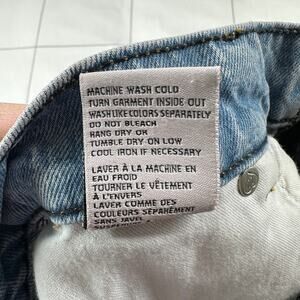 MACHINE WASH COLD
TURN GARMENT INSIDE OUT
WASH LIKE COLORS SEPARATELY
DO NOT BLEACH
HANG DRY OR
TUMBLE DRY ON LOW
COOL IRON IF NECESSARY
LAVER À LA MACHINE EN
EAU FROID
TOURNER LE VÊTEMENT
À L'ENVERS
LAVER COMME DES
COULEURS SÉPARÉMENT
SANS JAVEL